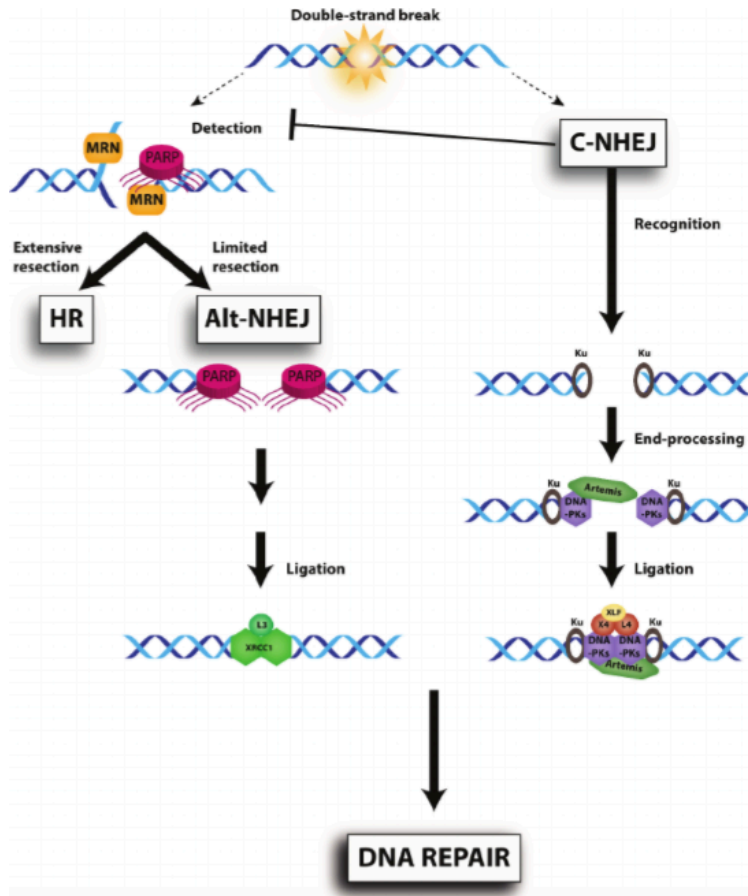 Double-strand break
Detection
MRN
PARP
MRN
C-NHEJ
Recognition
Extensive
resection
Limited
resection
HR
Alt-NHEJ
PARP
PARP
Ku
Ku
End-processing
Ku
Artemis
Ku
DNA
-PKs
DNA
-PKs
Ligation
Ligation
L3
XRCC1
XLF
X4
L4
Ku
Ku
DNA
-PKs
DNA
-PKs
Artemis
DNA REPAIR